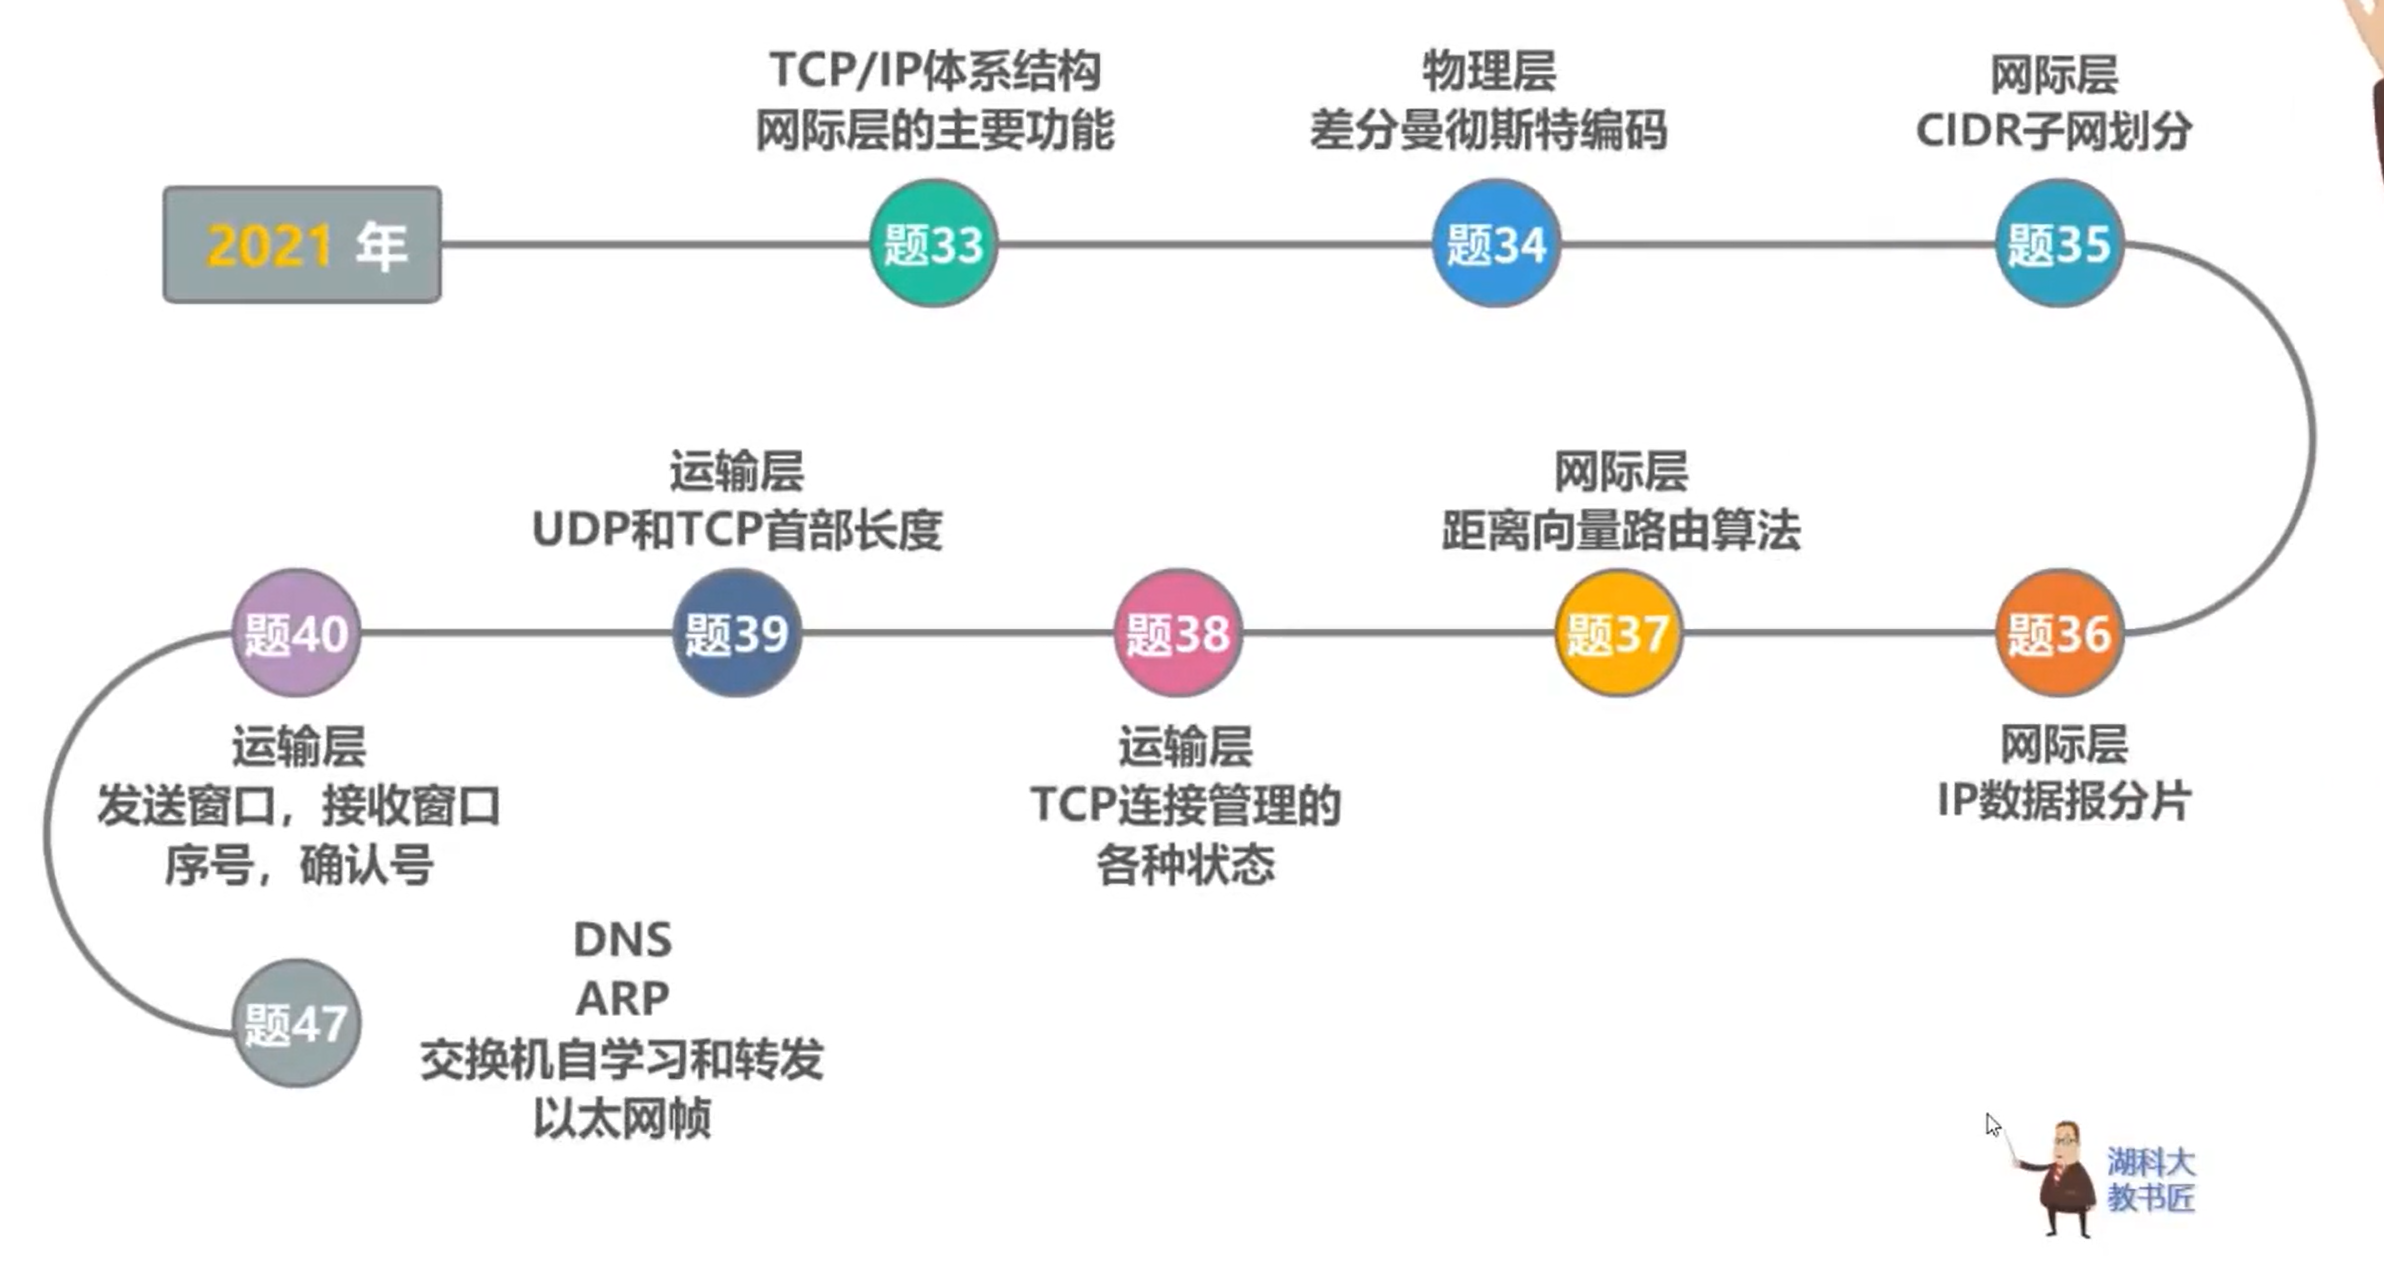 TCP/IP体系结构
网际层的主要功能
物理层
差分曼彻斯特编码
网际层
CIDR子网划分
2021 年
题33
题34
题35
运输层
UDP和TCP首部长度
网际层
距离向量路由算法
题40
题39
题38
题37
题36
运输层
发送窗口，接收窗口
序号，确认号
运输层
TCP连接管理的
各种状态
网际层
IP数据报分片
题47
DNS
ARP
交换机自学习和转发
以太网帧
湖科大
教书匠